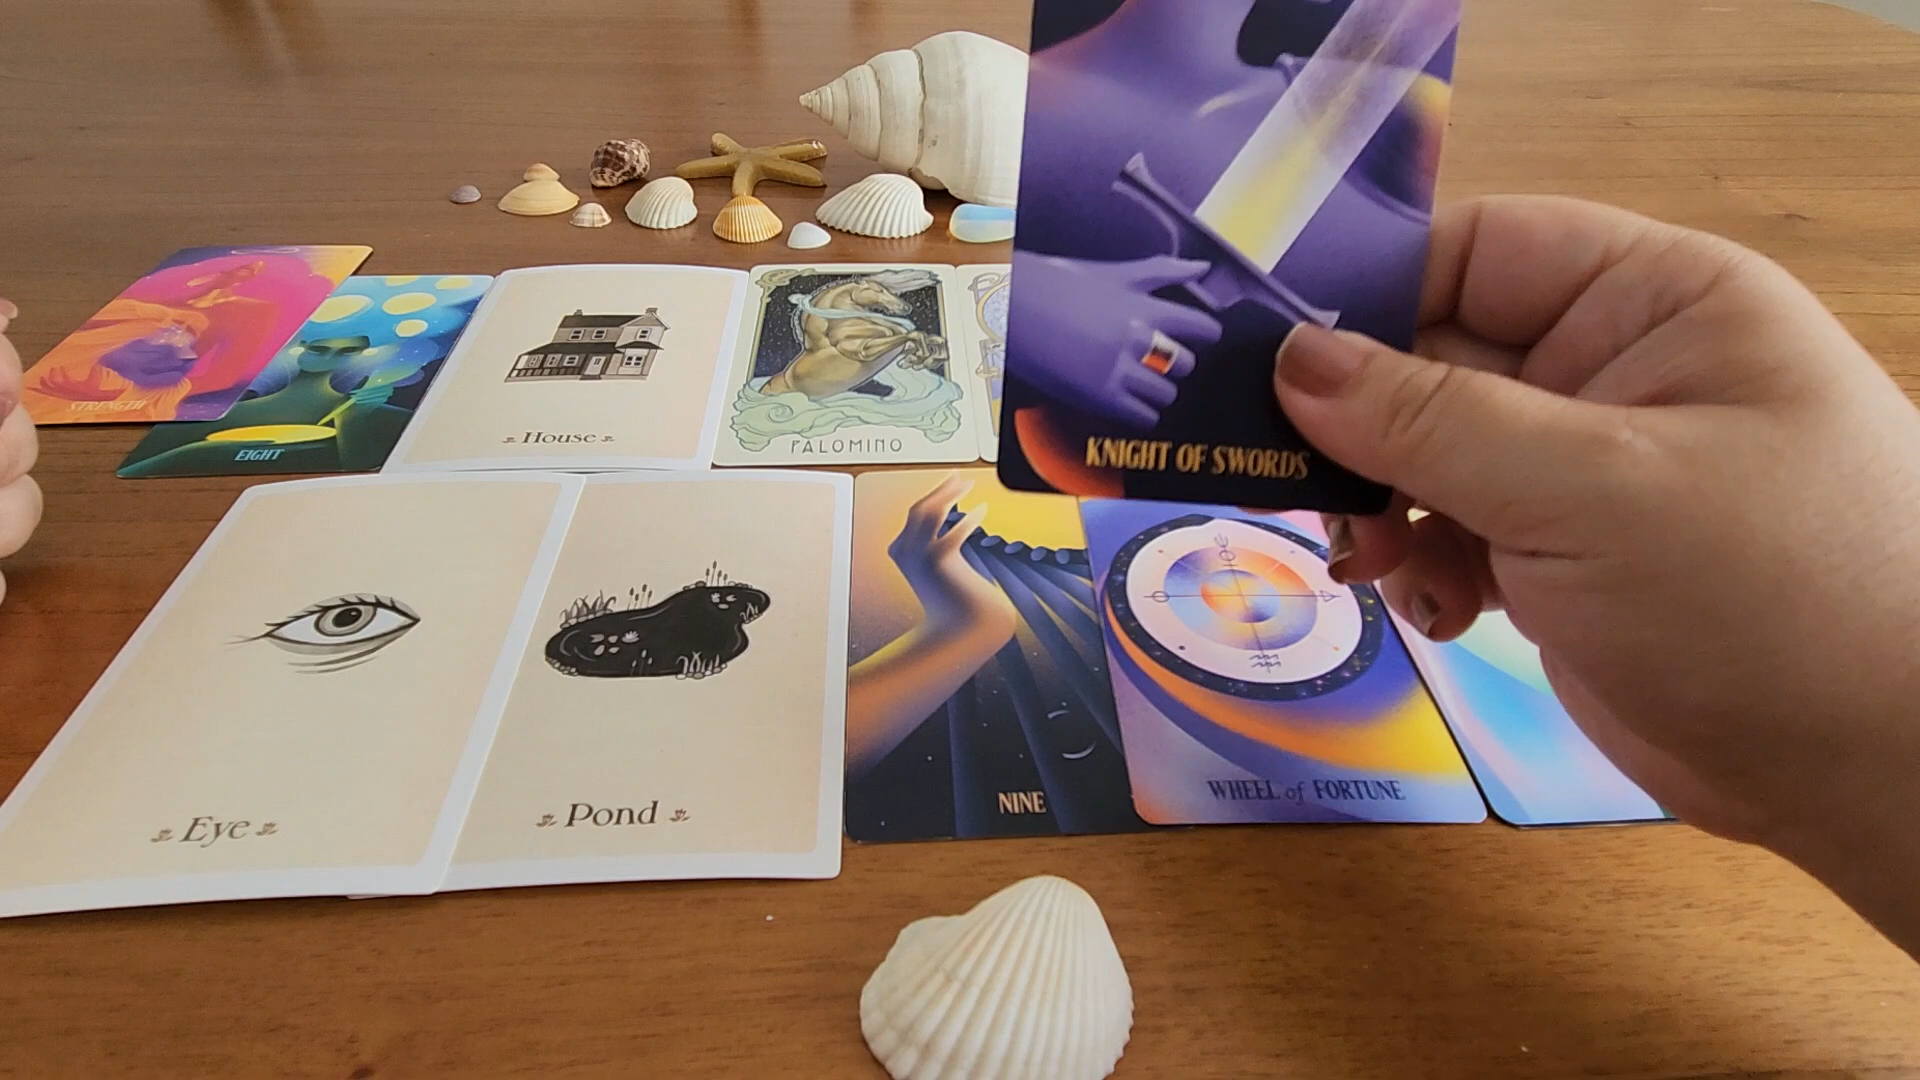 STRENGTH
EIGHT
House
PALOMINO
KNIGHT OF SWORDS
Eye
Pond
NINE
WHEEL of FORTUNE